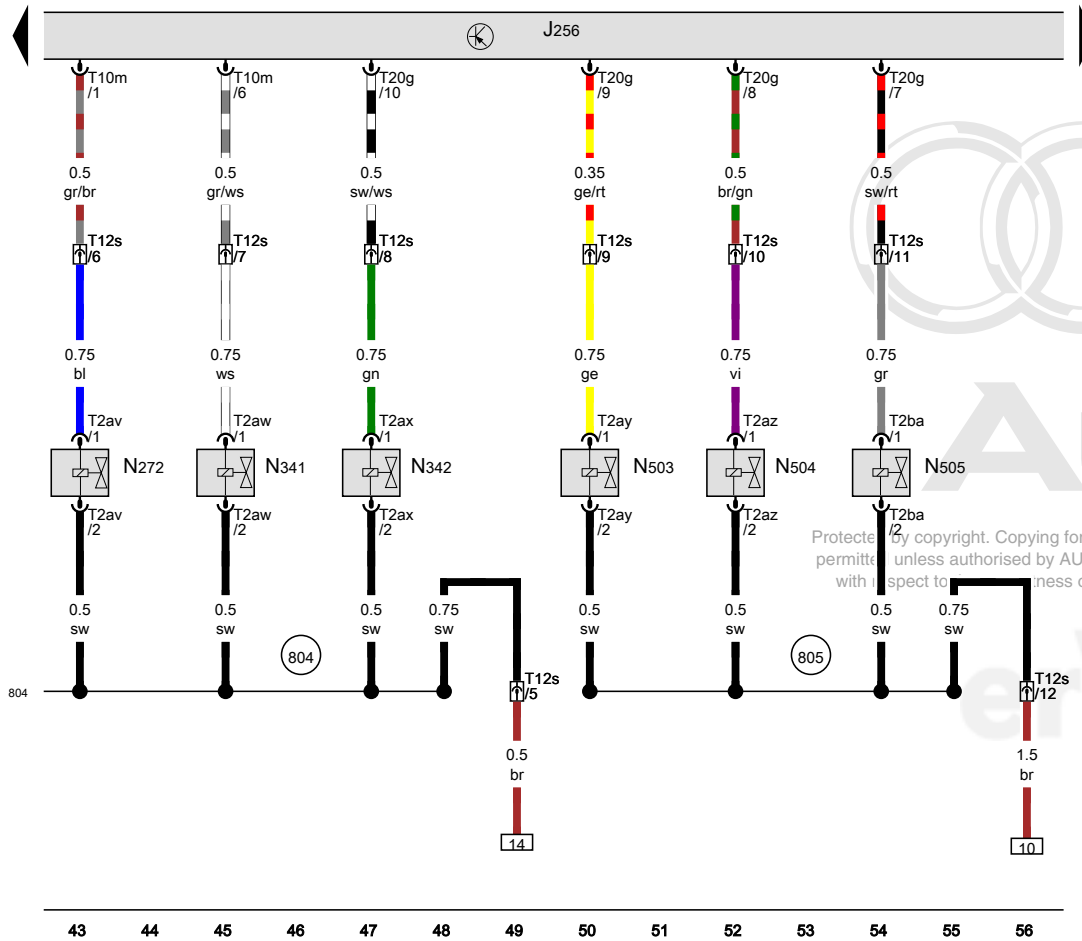 J256
T10m T10m T20g T20g T20g T20g
/1 /6 /10 /9 /8 /7
0.5 0.5 0.5 0.35 0.5 0.5
gr/br gr/ws sw/ws ge/rt br/gn sw/rt
T12s T12s T12s T12s T12s T12s
/6 /7 /8 /9 /10 /11
0.75 0.75 0.75 0.75 0.75 0.75
bl ws gn ge vi gr
T2av T2aw T2ax T2ay T2az T2ba
/1 /1 /1 /1 /1 /1
N272 N341 N342 N503 N504 N505
T2av T2aw T2ax T2ay T2az T2ba
/2 /2 /2 /2 /2 /2
Protected by copyright. Copying for
permitted unless authorised by AU
with respect to
0.5 0.5 0.5 0.75 0.5 0.5 0.5 0.75
sw sw sw sw sw sw sw sw
804 805
804
T12s T12s
/5 /12
0.5 1.5
br br
14 10
43 44 45 46 47 48 49 50 51 52 53 54 55 56